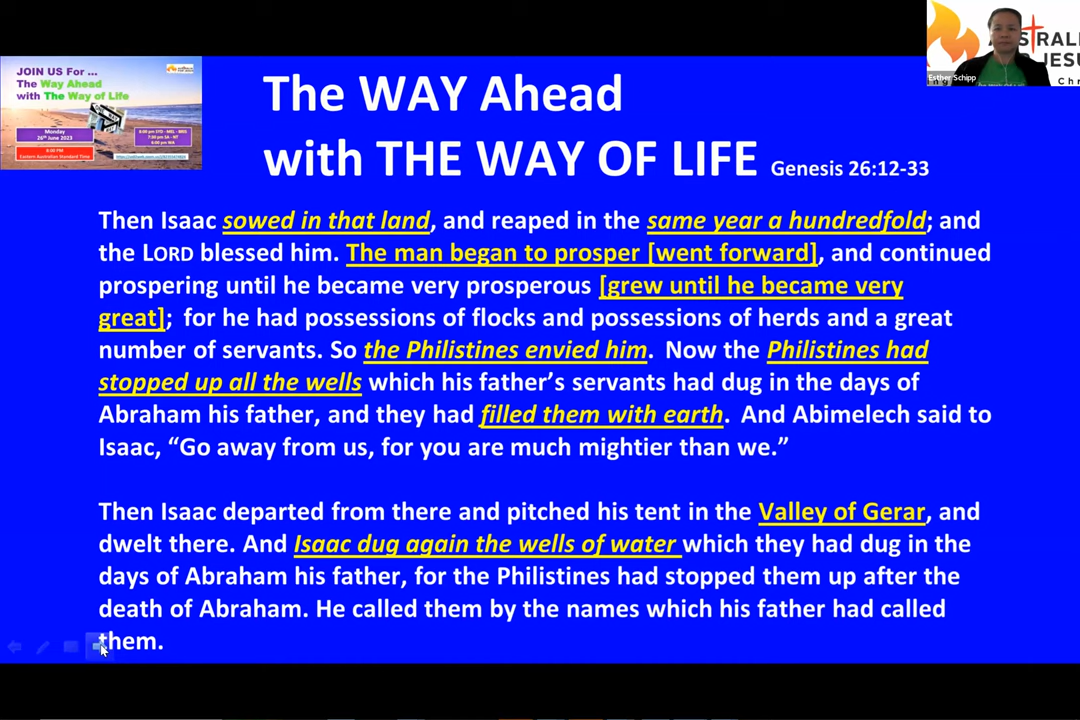 JOIN US For ...
The Way Ahead
with The Way of Life
Monday
26th June 2023
Eastern Australian Standard Time
The WAY Ahead
with THE WAY OF LIFE Genesis 26:12-33
Esther Schipp
Then Isaac sowed in that land, and reaped in the same year a hundredfold; and
the LORD blessed him. The man began to prosper [went forward], and continued
prospering until he became very prosperous [grew until he became very
great]; for he had possessions of flocks and possessions of herds and a great
number of servants. So the Philistines envied him. Now the Philistines had
stopped up all the wells which his father’s servants had dug in the days of
Abraham his father, and they had filled them with earth. And Abimelech said to
Isaac, “Go away from us, for you are much mightier than we.”
Then Isaac departed from there and pitched his tent in the Valley of Gerar, and
dwelt there. And Isaac dug again the wells of water which they had dug in the
days of Abraham his father, for the Philistines had stopped them up after the
death of Abraham. He called them by the names which his father had called
them.